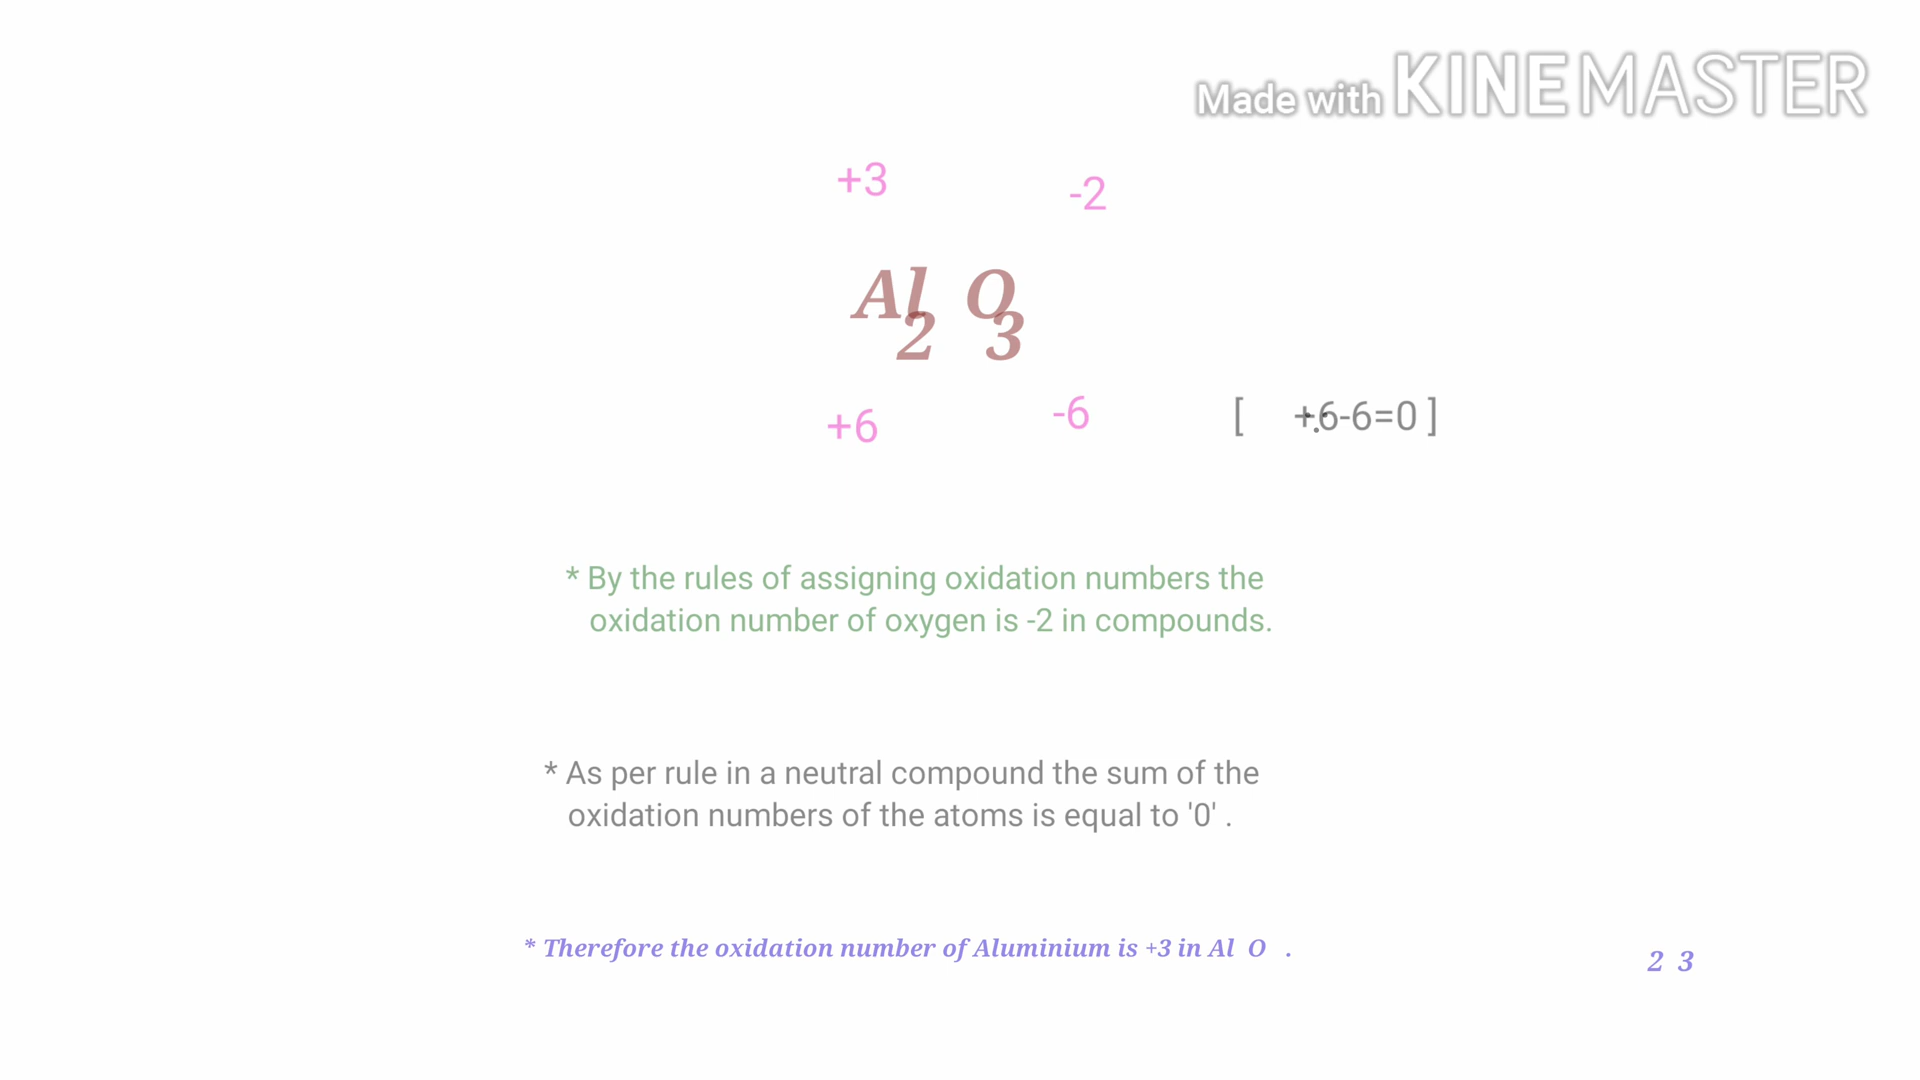 Made with KINEMASTER
+3 -2
Al O
2 3
+6 -6 [ ∴ +6-6=0 ]
* By the rules of assigning oxidation numbers the
oxidation number of oxygen is -2 in compounds.
* As per rule in a neutral compound the sum of the
oxidation numbers of the atoms is equal to '0' .
* Therefore the oxidation number of Aluminium is +3 in Al O .
2 3